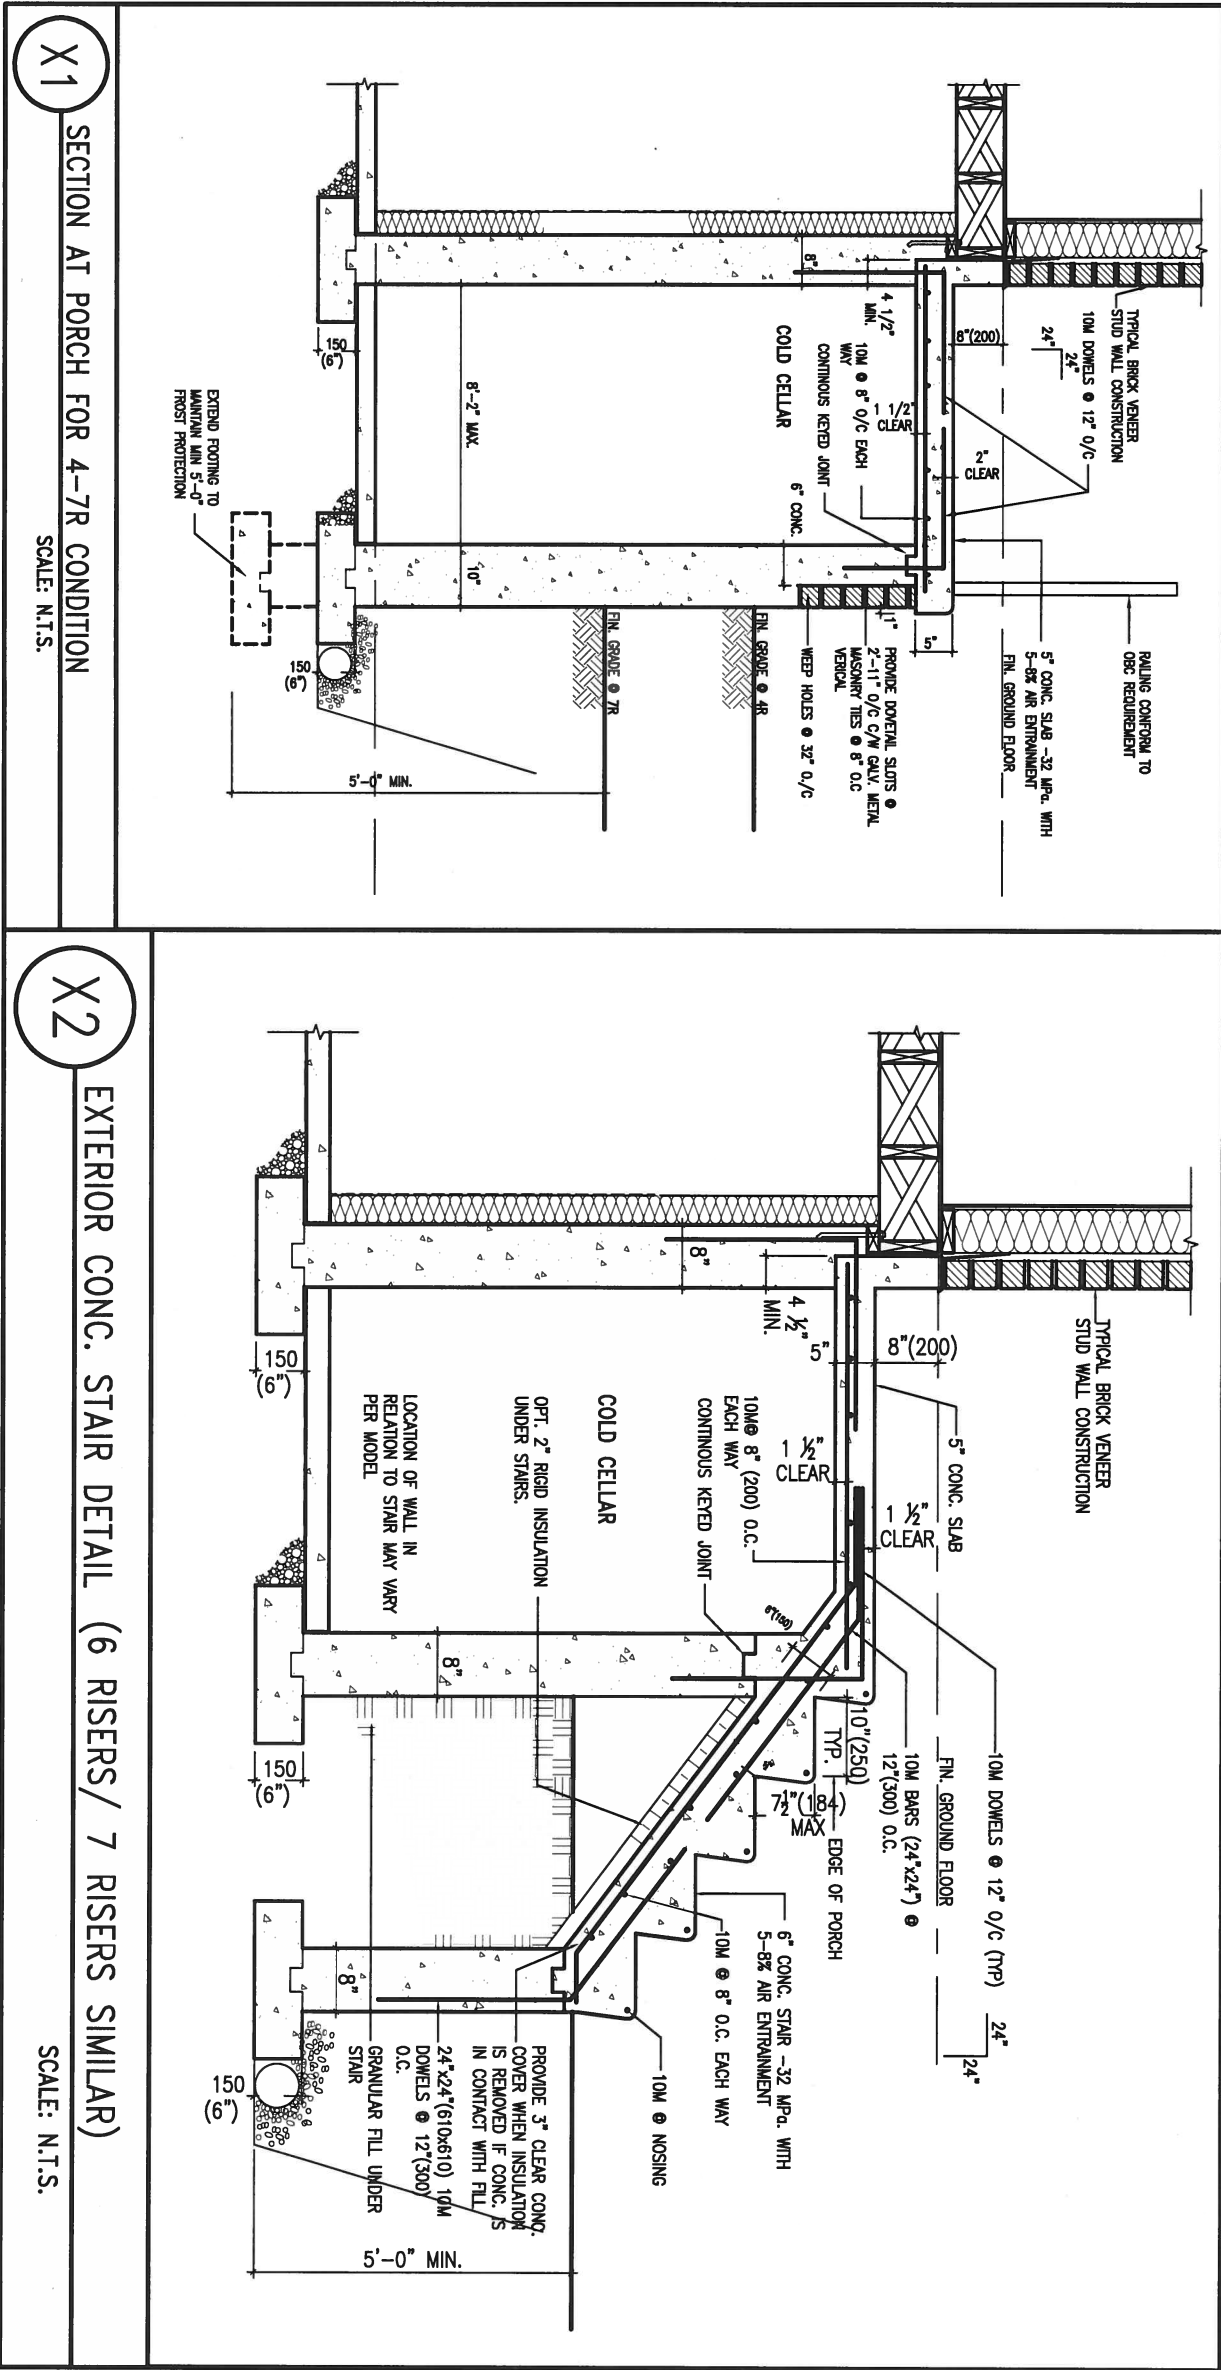 X1
SECTION AT PORCH FOR 4-7R CONDITION
SCALE: N.T.S.
TYPICAL BRICK VENEER
STUD WALL CONSTRUCTION
10M DOWELS @ 12" O/C
24"
24"
8"(200)
2"
CLEAR
1 1/2"
CLEAR
8"
4 1/2"
MIN.
10M @ 8" O/C EACH
WAY
CONTINOUS KEYED JOINT
COLD CELLAR
6" CONC.
8'-2" MAX.
10"
150
(6")
EXTEND FOOTING TO
MAINTAIN MIN 5'-0"
FROST PROTECTION
150
(6")
RAILING CONFORM TO
OBC REQUIREMENT
5" CONC. SLAB -32 MPa. WITH
5-8% AIR ENTRAINMENT
FIN. GROUND FLOOR
5"
1"
PROVIDE DOVETAIL SLOTS @
2'-11" O/C C/W GALV. METAL
MASONRY TIES @ 8" O.C
VERICAL
WEEP HOLES @ 32" O./C
FIN. GRADE @ 4R
FIN. GRADE @ 7R
5'-0" MIN.
X2
EXTERIOR CONC. STAIR DETAIL (6 RISERS/ 7 RISERS SIMILAR)
SCALE: N.T.S.
TYPICAL BRICK VENEER
STUD WALL CONSTRUCTION
8"(200)
5" CONC. SLAB
1 ½"
CLEAR
5"
8"
4 ½"
MIN.
1 ½"
CLEAR
10M@ 8" (200) O.C.
EACH WAY
CONTINOUS KEYED JOINT
COLD CELLAR
OPT. 2" RIGID INSULATION
UNDER STAIRS.
LOCATION OF WALL IN
RELATION TO STAIR MAY VARY
PER MODEL
150
(6")
8"
150
(6")
6"(150)
10M DOWELS @ 12" O/C (TYP)
24"
24"
FIN. GROUND FLOOR
10M BARS (24"x24") @
12"(300) O.C.
10"(250)
TYP.
7½"(184)
MAX
EDGE OF PORCH
6" CONC. STAIR -32 MPa. WITH
5-8% AIR ENTRAINMENT
10M @ 8" O.C. EACH WAY
10M @ NOSING
PROVIDE 3" CLEAR CONC.
COVER WHEN INSULATION
IS REMOVED IF CONC. IS
IN CONTACT WITH FILL
24"x24"(610x610) 10M
DOWELS @ 12"(300)
O.C.
GRANULAR FILL UNDER
STAIR
8"
150
(6")
5'-0" MIN.